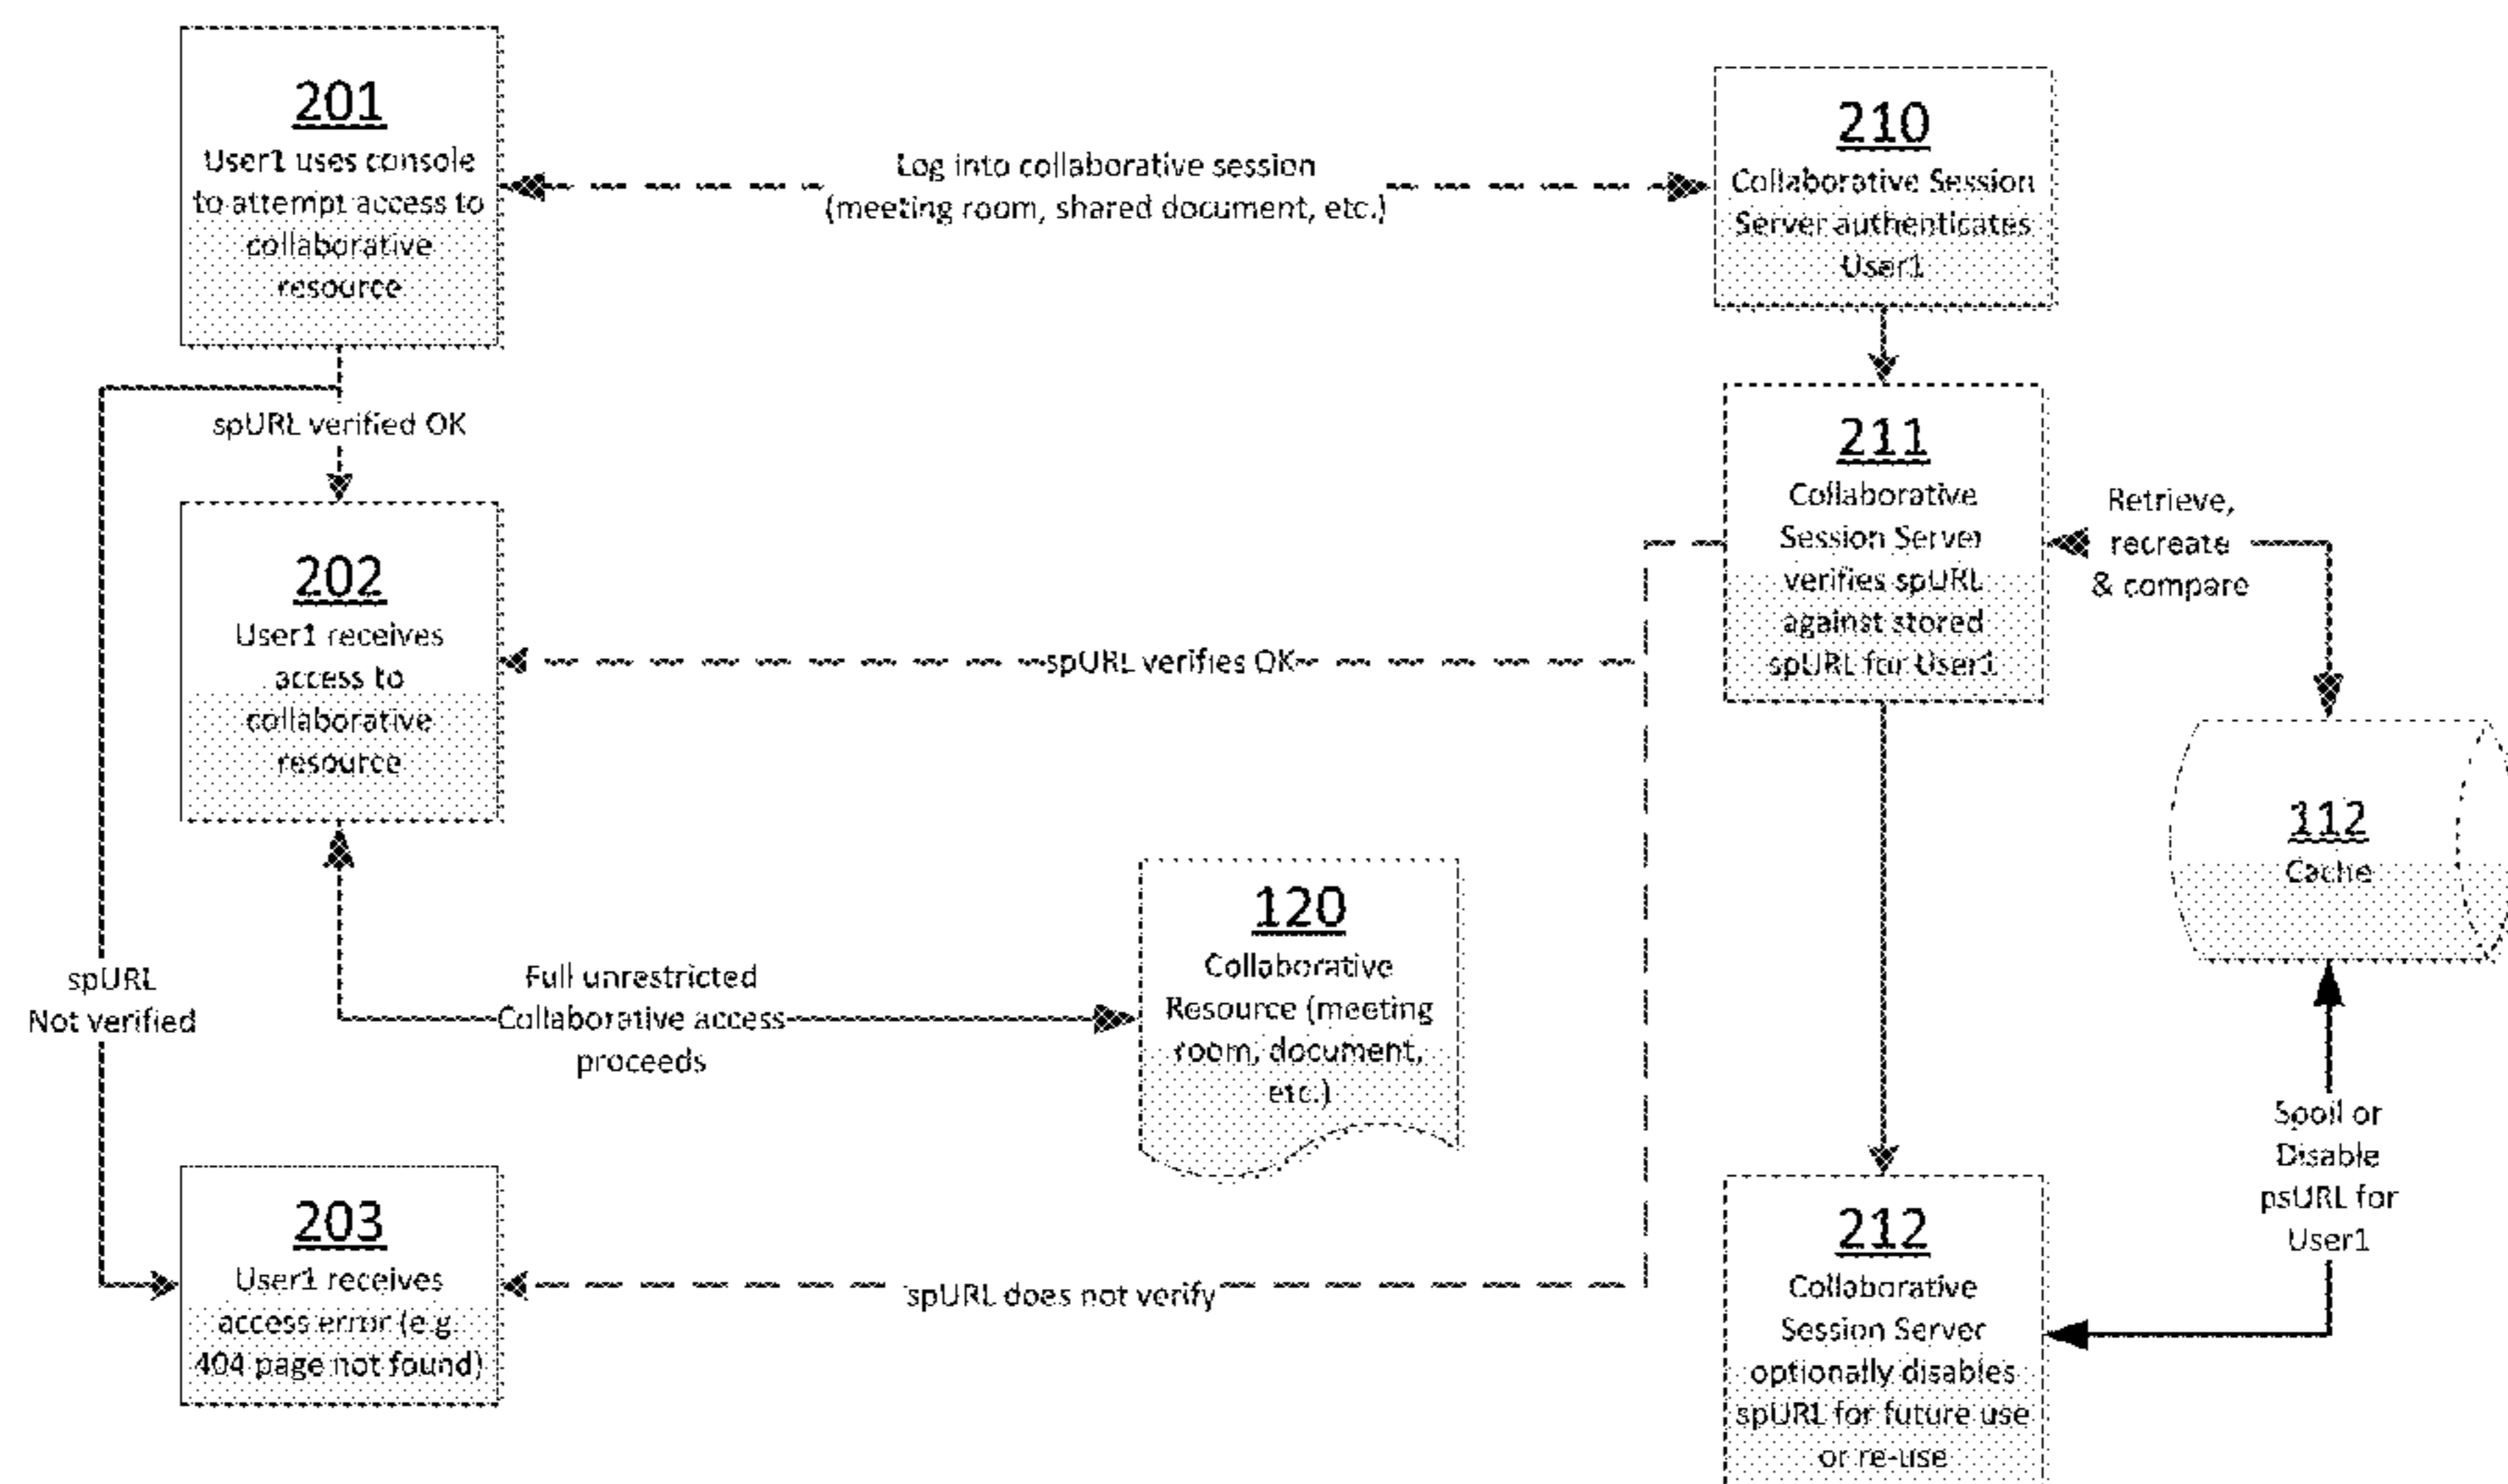 201
User1 uses console
to attempt access to
collaborative
resource
Log into collaborative session
(meeting room, shared document, etc.)
210
Collaborative Session
Server authenticates
User1
spURL verified OK
211
Collaborative
Session Server
verifies spURL
against stored
spURL for User1
Retrieve,
recreate
& compare
202
User1 receives
access to
collaborative
resource
spURL verifies OK
112
Cache
120
Collaborative
Resource (meeting
room, document,
etc.)
spURL
Not verified
Full unrestricted
Collaborative access
proceeds
Spoil or
Disable
psURL for
User1
203
User1 receives
access error (e.g.
404 page not found)
spURL does not verify
212
Collaborative
Session Server
optionally disables
spURL for future use
or re-use